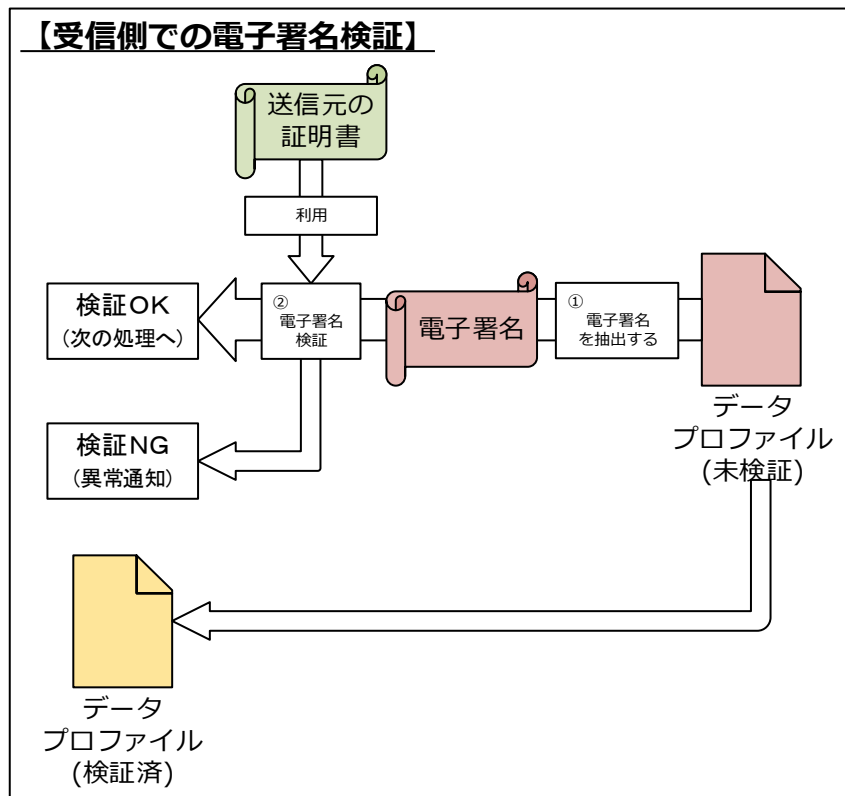 【受信側での電子署名検証】
送信元の
証明書
利用
検証OK
(次の処理へ)
②
電子署名
検証
電子署名
①
電子署名
を抽出する
データ
プロファイル
(未検証)
検証NG
(異常通知)
データ
プロファイル
(検証済)